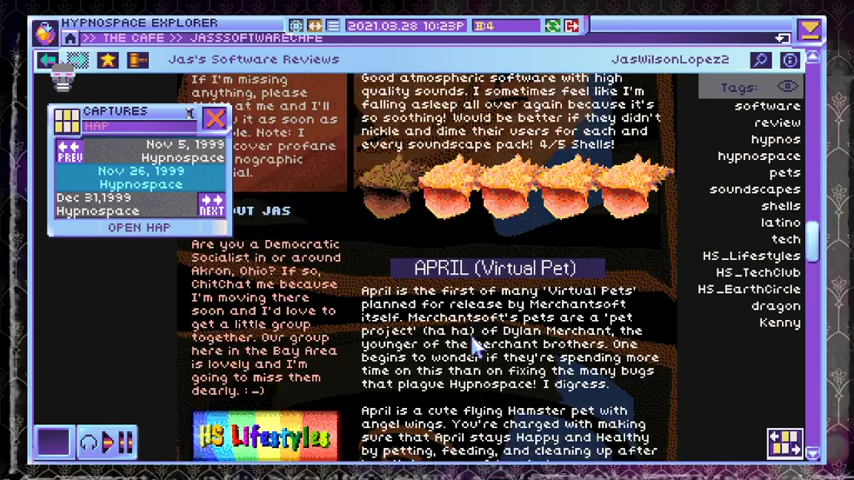 HYPNOSPACE EXPLORER
2021.03.28 10:23P
:4
>> THE CAFE >> JASSSOFTWARECAFE
Jas's Software Reviews
JasWilsonLopez2
CAPTURES
HAP
Nov 5, 1999
Hypnospace
PREV
Nov 26, 1999
Hypnospace
Dec 31,1999
Hypnospace
NEXT
OPEN HAP
If I'm missing
anything, please
at me and I'll
it as soon as
le. Note: I
cover profane
nographic
ial.
OUT JAS
Are you a Democratic
Socialist in or around
Akron, Ohio? If so,
ChitChat me because
I'm moving there
soon and I'd love to
get a little group
together. Our group
here in the Bay Area
is lovely and I'm
going to miss them
dearly. :-)
HS Lifestyles
Good atmospheric software with high
quality sounds. I sometimes feel like I'm
falling asleep all over again because it's
so soothing! Would be better if they didn't
nickle and dime their users for each and
every soundscape pack! 4/5 Shells!
APRIL (Virtual Pet)
April is the first of many 'Virtual Pets'
planned for release by Merchantsoft
itself. Merchantsoft's pets are a 'pet
project' (ha ha) of Dylan Merchant, the
younger of the Merchant brothers. One
begins to wonder if they're spending more
time on this than on fixing the many bugs
that plague Hypnospace! I digress.
April is a cute flying Hamster pet with
angel wings. You're charged with making
sure that April stays Happy and Healthy
by petting, feeding, and cleaning up after
Tags:
software
review
hypnos
hypnospace
pets
soundscapes
shells
latino
tech
HS_Lifestyles
HS_TechClub
HS_EarthCircle
dragon
Kenny